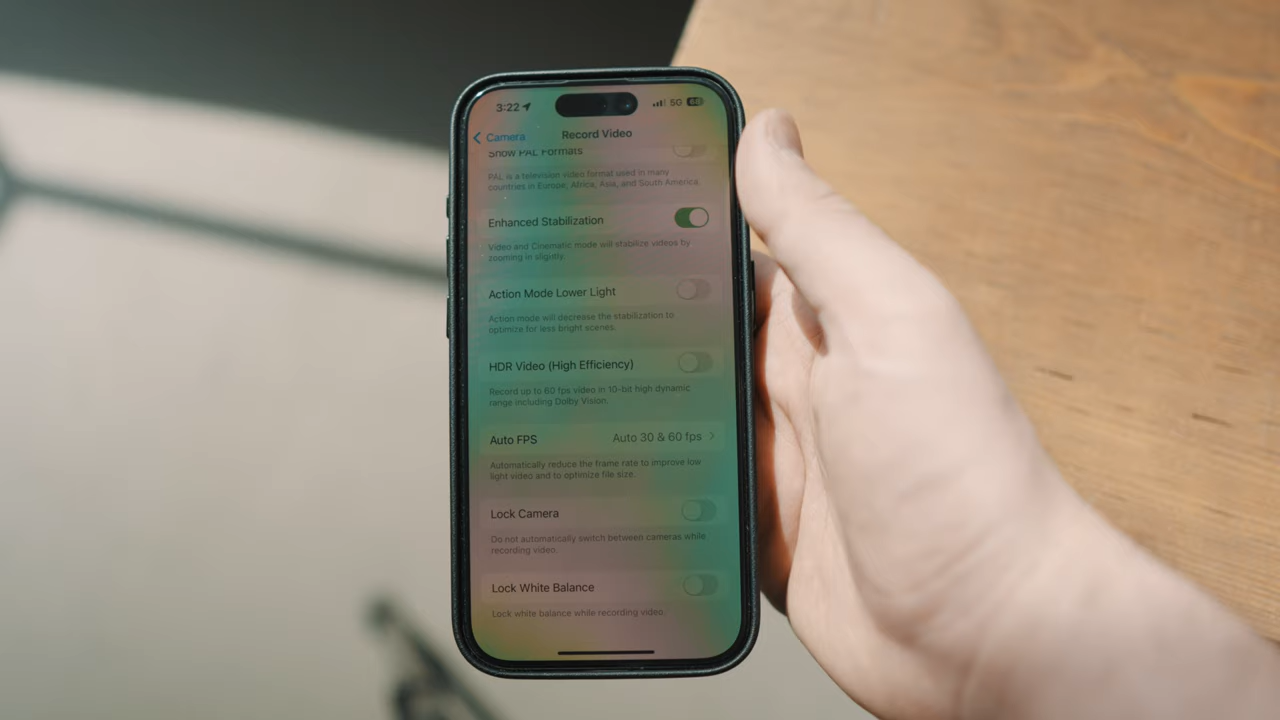 3:22
5G 64
Camera
Record Video
Show PAL Formats
PAL is a television video format used in many
countries in Europe, Africa, Asia, and South America.
Enhanced Stabilization
Video and Cinematic mode will stabilize videos by
zooming in slightly.
Action Mode Lower Light
Action mode will decrease the stabilization to
optimize for less bright scenes.
HDR Video (High Efficiency)
Record up to 60 fps video in 10-bit high dynamic
range including Dolby Vision.
Auto FPS
Auto 30 & 60 fps
Automatically reduce the frame rate to improve low
light video and to optimize file size.
Lock Camera
Do not automatically switch between cameras while
recording video.
Lock White Balance
Lock white balance while recording video.